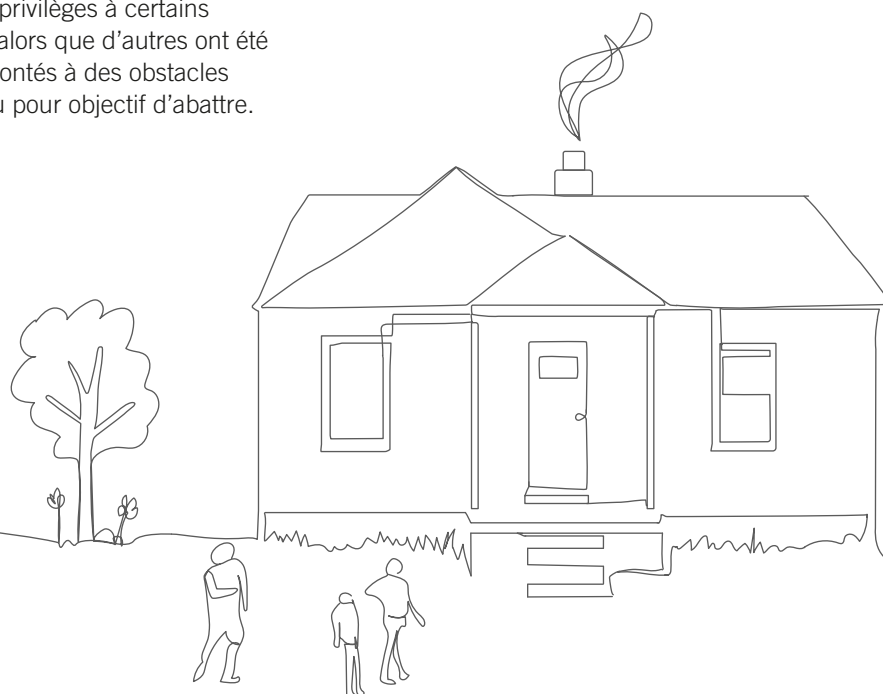 privilèges à certains
alors que d'autres ont été
ontés à des obstacles
u pour objectif d'abattre.